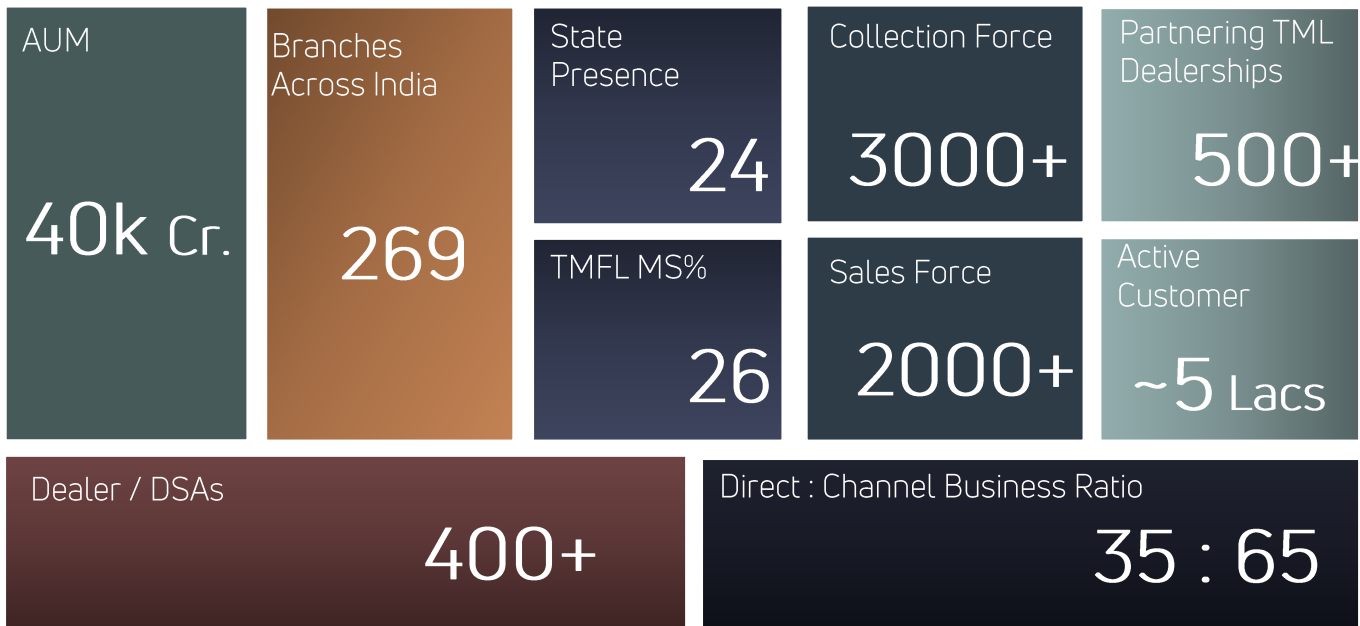 AUM
40k Cr.
Branches
Across India
269
State
Presence
24
TMFL MS%
26
Collection Force
3000+
Sales Force
2000+
Partnering TML
Dealerships
500+
Active
Customer
~5 Lacs
Dealer / DSAs
400+
Direct : Channel Business Ratio
35 : 65